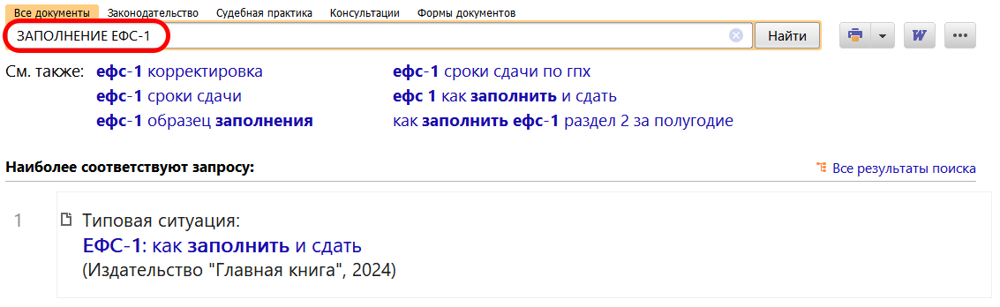 Все документы Законодательство Судебная практика Консультации Формы документов
ЗАПОЛНЕНИЕ ЕФС-1 Найти W
См. также: ефс-1 корректировка ефс-1 сроки сдачи по гпх
ефс-1 сроки сдачи ефс 1 как заполнить и сдать
ефс-1 образец заполнения как заполнить ефс-1 раздел 2 за полугодие
Наиболее соответствуют запросу: Все результаты поиска
1 Типовая ситуация:
ЕФС-1: как заполнить и сдать
(Издательство "Главная книга", 2024)